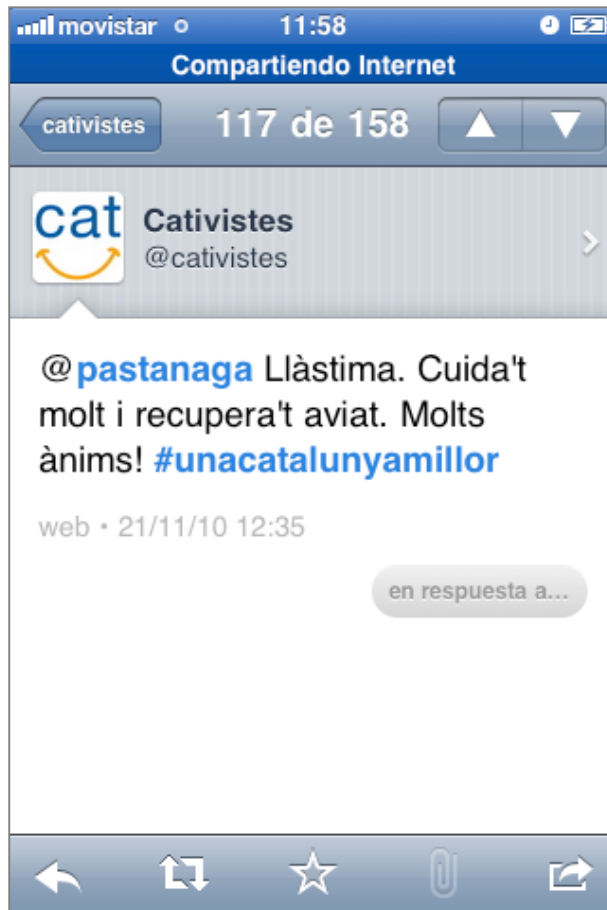 movistar 11:58
Compartiendo Internet
cativistes 117 de 158
cat
Cativistes
@cativistes
@pastanaga Llàstima. Cuida't
molt i recupera't aviat. Molts
ànims! #unacatalunyamillor
web • 21/11/10 12:35
en respuesta a...